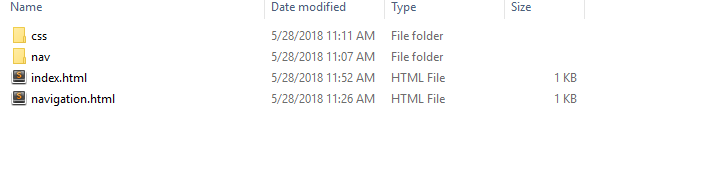 Name Date modified Type Size
css 5/28/2018 11:11 AM File folder
nav 5/28/2018 11:07 AM File folder
index.html 5/28/2018 11:52 AM HTML File 1 KB
navigation.html 5/28/2018 11:26 AM HTML File 1 KB